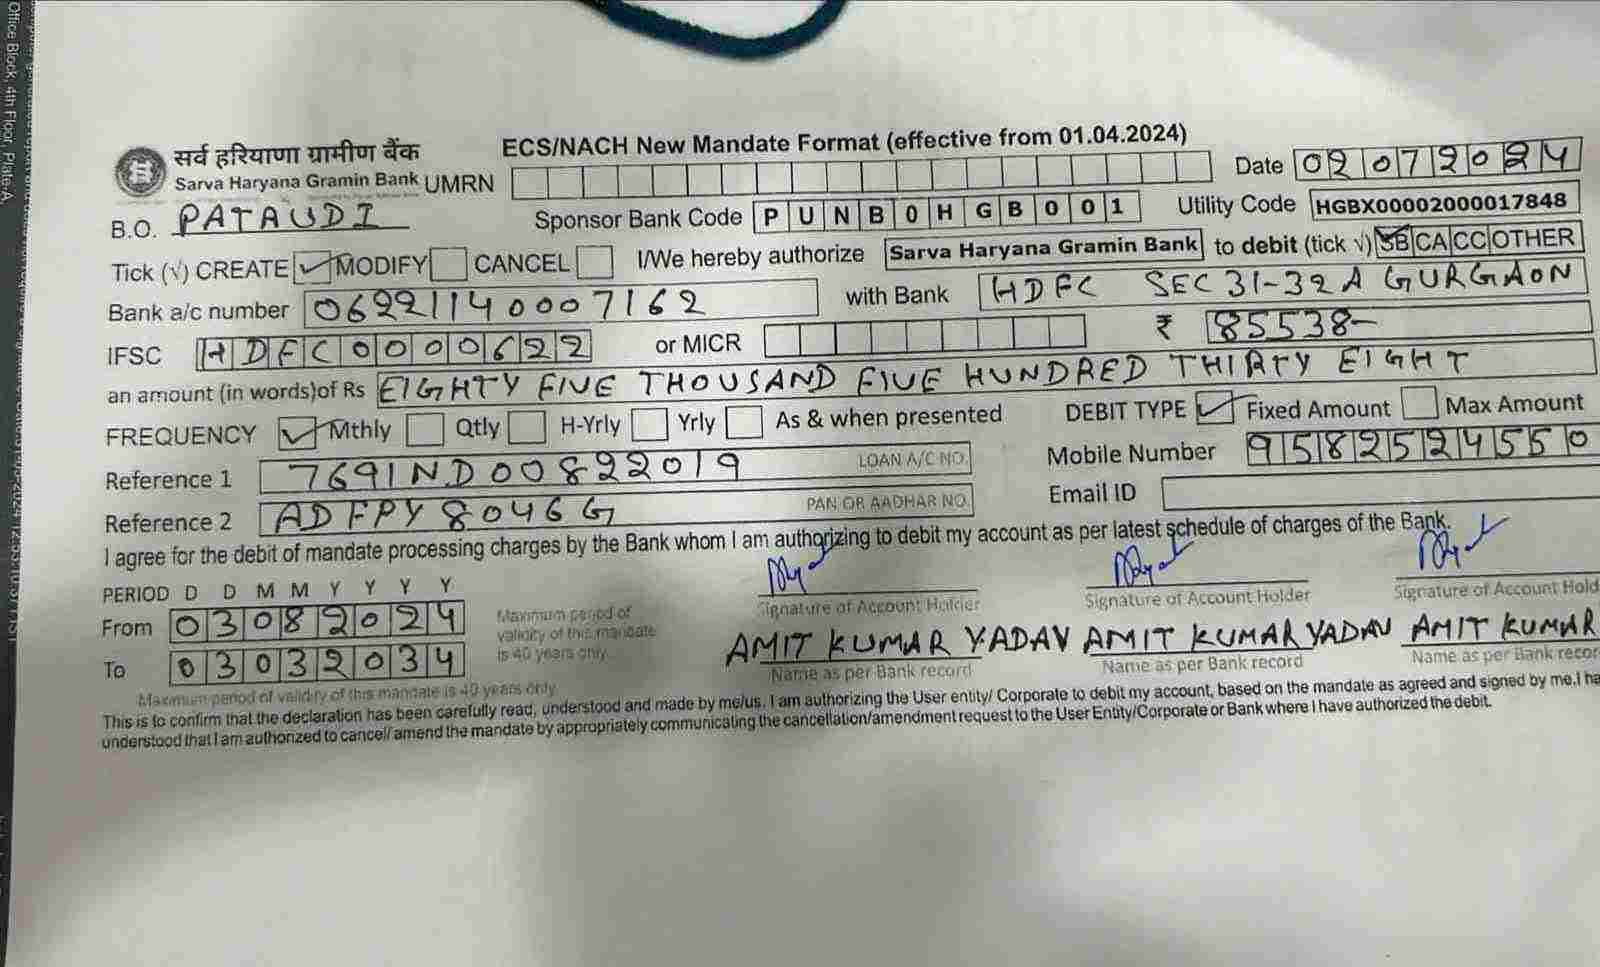 Office Block, 4th Floor, Plate-A,
सर्व हरियाणा ग्रामीण बैंक
Sarva Haryana Gramin Bank
ECS/NACH New Mandate Format (effective from 01.04.2024)
UMRN
Date 02072024
B.O. PATAUDI
Sponsor Bank Code PUNB0HGB001
Utility Code HGBX00002000017848
Tick (√) CREATE ✓ MODIFY CANCEL I/We hereby authorize Sarva Haryana Gramin Bank to debit (tick √) SB CA CC OTHER
Bank a/c number 06221140007162 with Bank HDFC SEC 31-32A GURGAON
IFSC HDFC0000622 or MICR ₹ 85538-
an amount (in words)of Rs EIGHTY FIVE THOUSAND FIVE HUNDRED THIRTY EIGHT
FREQUENCY ✓ Mthly Qtly H-Yrly Yrly As & when presented DEBIT TYPE ✓ Fixed Amount Max Amount
Reference 1 7691ND00822019 LOAN A/C NO. Mobile Number 9582524550
Reference 2 ADFPY8046G PAN OR AADHAR NO. Email ID
I agree for the debit of mandate processing charges by the Bank whom I am authorizing to debit my account as per latest schedule of charges of the Bank.
PERIOD D D M M Y Y Y Y
From 03082024
To 03032034
Maximum period of
validity of this mandate
is 40 years only.
Signature of Account Holder Signature of Account Holder Signature of Account Hold
AMIT KUMAR YADAV AMIT KUMAR YADAV AMIT KUMAR
Name as per Bank record Name as per Bank record Name as per Bank recor
Maximum period of validity of this mandate is 40 years only
This is to confirm that the declaration has been carefully read, understood and made by me/us. I am authorizing the User entity/ Corporate to debit my account, based on the mandate as agreed and signed by me.I ha
understood that I am authorized to cancel/ amend the mandate by appropriately communicating the cancellation/amendment request to the User Entity/Corporate or Bank where I have authorized the debit.